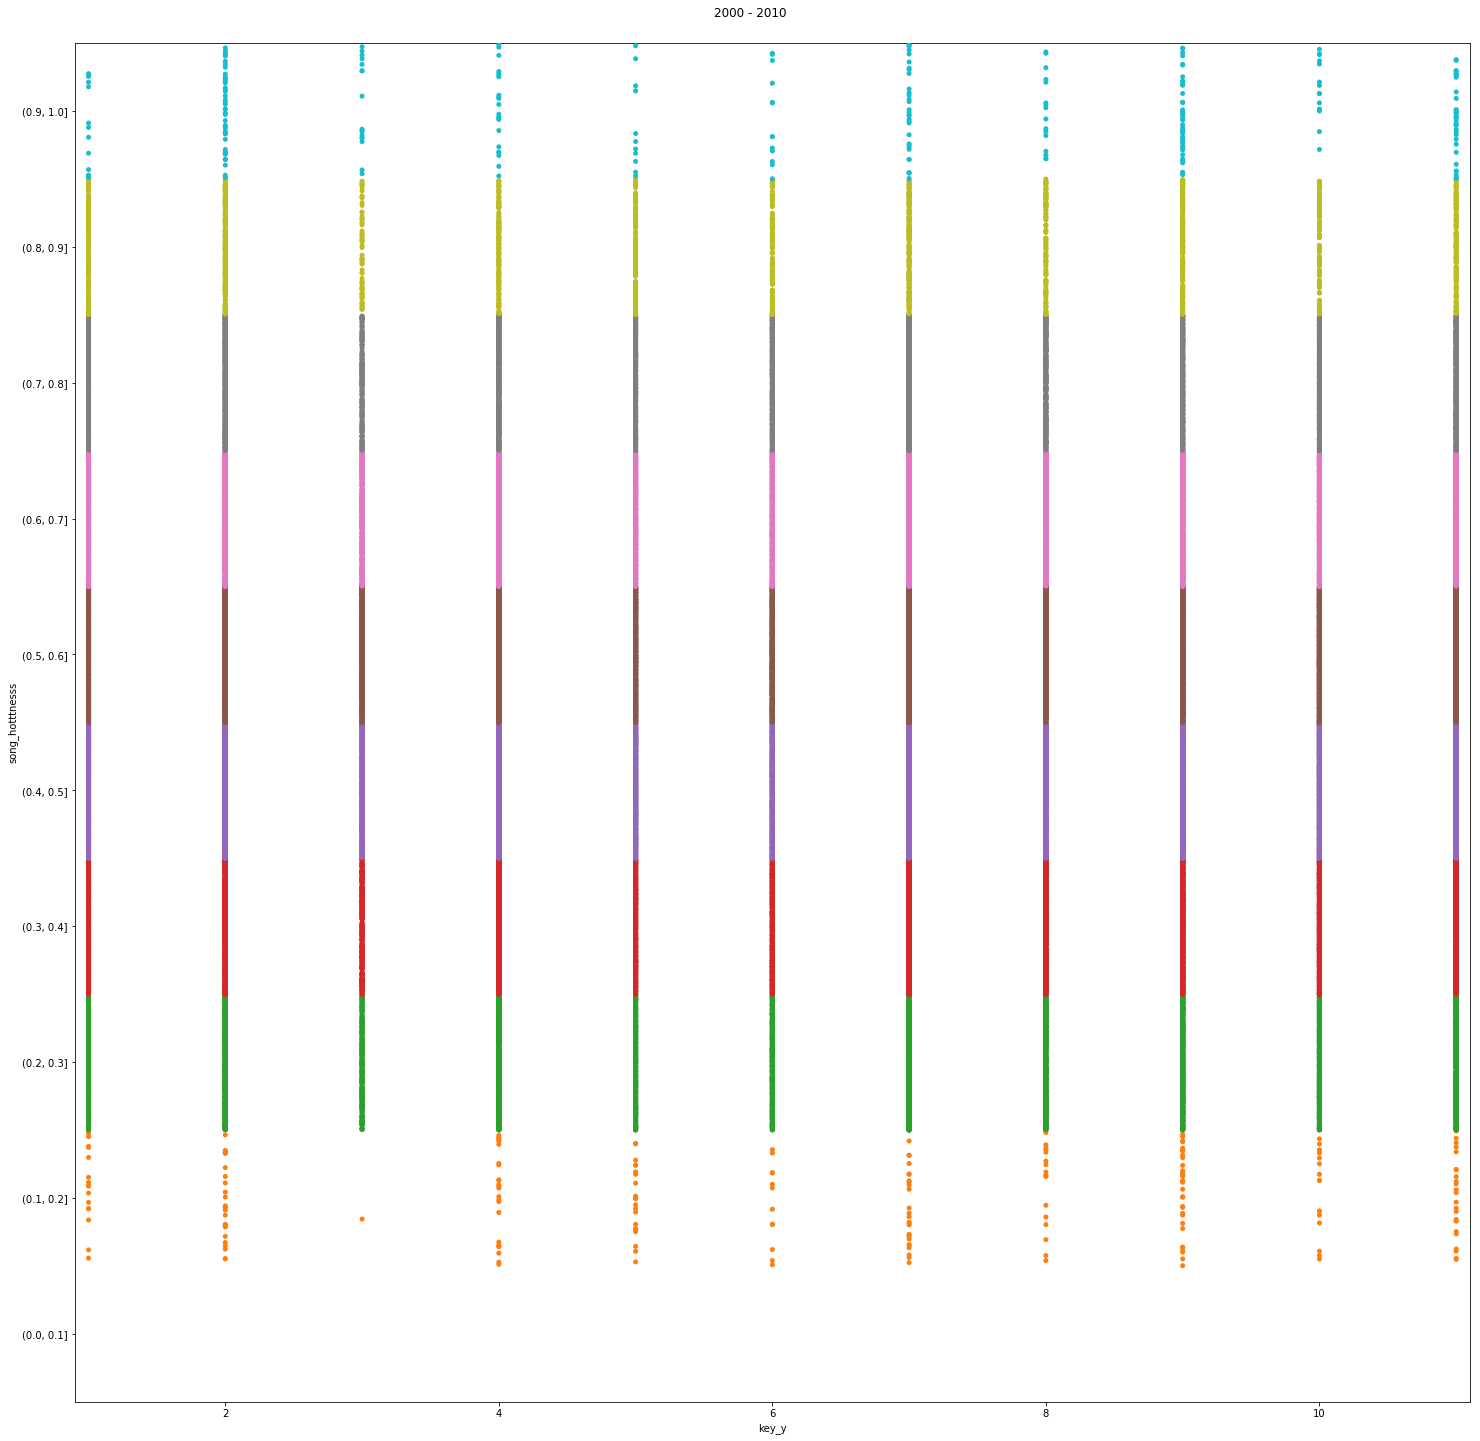 2000 - 2010
(0.9, 1.0]
(0.8, 0.9]
(0.7, 0.8]
(0.6, 0.7]
(0.5, 0.6]
song_hotttnesss
(0.4, 0.5]
(0.3, 0.4]
(0.2, 0.3]
(0.1, 0.2]
(0.0, 0.1]
2 4 6 8 10
key_y